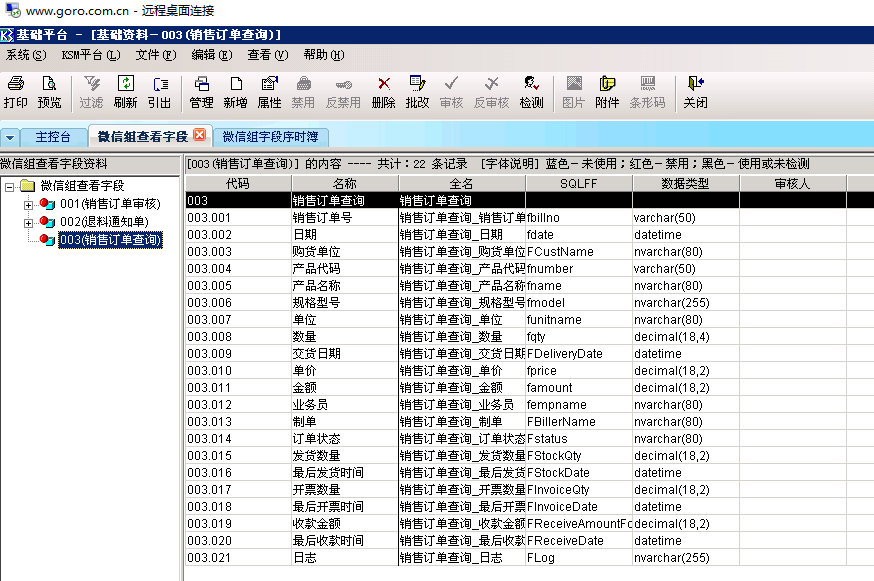 www.goro.com.cn - 远程桌面连接
基础平台 - [基础资料－003(销售订单查询)]
系统(S) KSM平台(L) 文件(F) 编辑(E) 查看(V) 帮助(H)
打印 预览 过滤 刷新 引出 管理 新增 属性 禁用 反禁用 删除 批改 审核 反审核 检测 图片 附件 条形码 关闭
主控台 微信组查看字段 微信组字段序时簿
微信组查看字段资料
微信组查看字段
001(销售订单审核)
002(退料通知单)
003(销售订单查询)
[003(销售订单查询)] 的内容 ---- 共计：22 条记录 [字体说明] 蓝色－未使用；红色－禁用；黑色－使用或未检测
代码 名称 全名 SQLFF 数据类型 审核人
003 销售订单查询 销售订单查询
003.001 销售订单号 销售订单查询_销售订单 fbillno varchar(50)
003.002 日期 销售订单查询_日期 fdate datetime
003.003 购货单位 销售订单查询_购货单位 FCustName nvarchar(80)
003.004 产品代码 销售订单查询_产品代码 fnumber varchar(50)
003.005 产品名称 销售订单查询_产品名称 fname nvarchar(80)
003.006 规格型号 销售订单查询_规格型号 fmodel nvarchar(255)
003.007 单位 销售订单查询_单位 funitname nvarchar(80)
003.008 数量 销售订单查询_数量 fqty decimal(18,4)
003.009 交货日期 销售订单查询_交货日期 FDeliveryDate datetime
003.010 单价 销售订单查询_单价 fprice decimal(18,2)
003.011 金额 销售订单查询_金额 famount decimal(18,2)
003.012 业务员 销售订单查询_业务员 fempname nvarchar(80)
003.013 制单 销售订单查询_制单 FBillerName nvarchar(80)
003.014 订单状态 销售订单查询_订单状态 Fstatus nvarchar(80)
003.015 发货数量 销售订单查询_发货数量 FStockQty decimal(18,2)
003.016 最后发货时间 销售订单查询_最后发货 FStockDate datetime
003.017 开票数量 销售订单查询_开票数量 FInvoiceQty decimal(18,2)
003.018 最后开票时间 销售订单查询_最后开票 FInvoiceDate datetime
003.019 收款金额 销售订单查询_收款金额 FReceiveAmountFo decimal(18,2)
003.020 最后收款时间 销售订单查询_最后收款 FReceiveDate datetime
003.021 日志 销售订单查询_日志 FLog nvarchar(255)